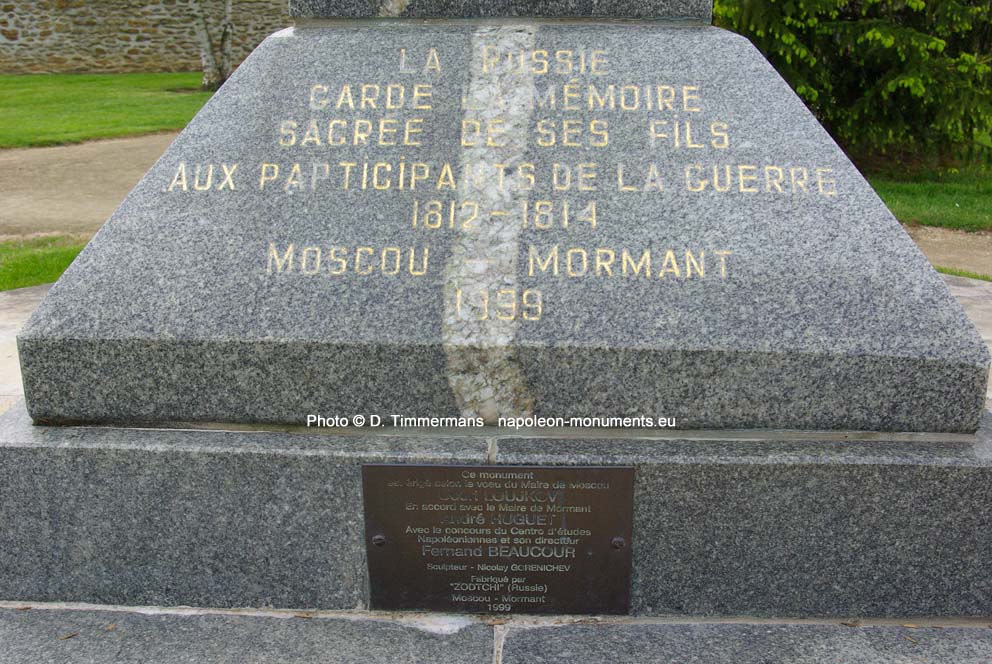 LA RUSSIE
GARDE LA MÉMOIRE
SACRÉE DE SES FILS
AUX PARTICIPANTS DE LA GUERRE
1812-1814
MOSCOU - MORMANT
1999
Photo © D. Timmermans napoleon-monuments.eu
Ce monument
est érigé selon le voeu du Maire de Moscou
LOUJKOV
En accord avec le Maire de Mormant
André HUGUET
Avec le concours du Centre d'études
Napoléoniennes et son directeur
Fernand BEAUCOUR
Sculpteur - Nicolay GORENICHEV
Fabriqué par
"ZODTCHI" (Russie)
Moscou - Mormant
1999